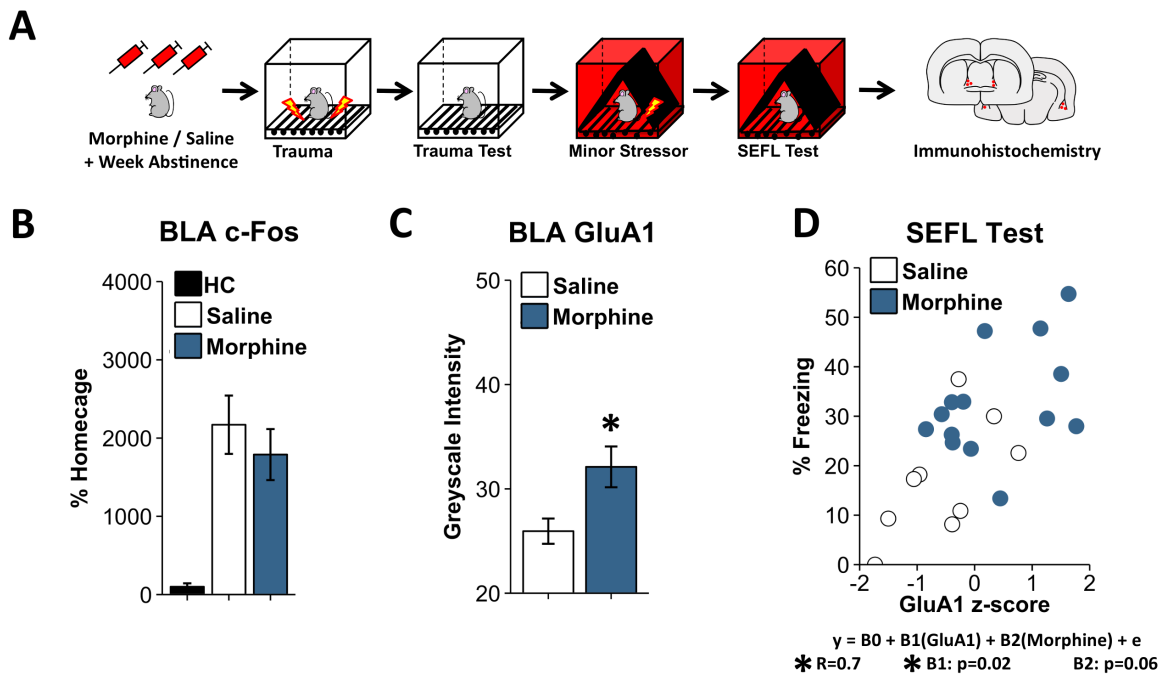 A
Morphine / Saline
+ Week Abstinence
Trauma
Trauma Test
Minor Stressor
SEFL Test
Immunohistochemistry
B
BLA c-Fos
% Homecage
4000
3000
2000
1000
0
HC
Saline
Morphine
C
BLA GluA1
Greyscale Intensity
50
40
30
20
Saline
Morphine
*
D
SEFL Test
% Freezing
60
50
40
30
20
10
0
Saline
Morphine
-2 -1 0 1 2
GluA1 z-score
y = B0 + B1(GluA1) + B2(Morphine) + e
* R=0.7 * B1: p=0.02 B2: p=0.06